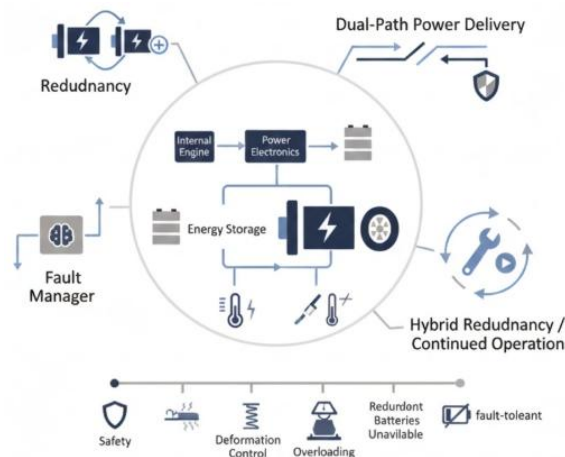 Redudnancy
Dual-Path Power Delivery
Internal
Engine
Power
Electronics
Energy Storage
Fault
Manager
Hybrid Redudnancy /
Continued Operation
Safety
Deformation
Control
Overloading
Redurdont
Batteries
Unavilable
fault-toleant